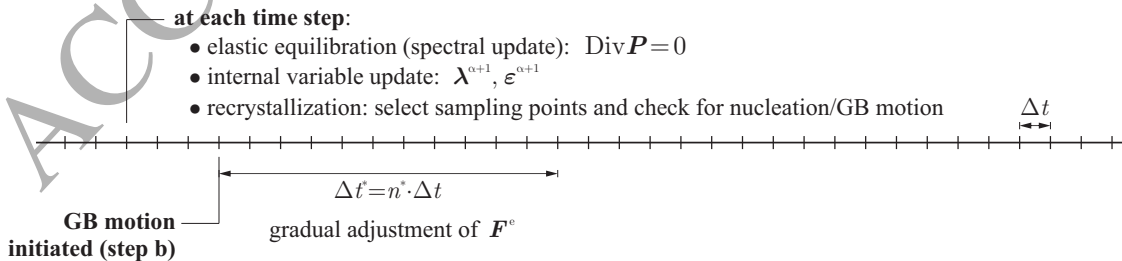 at each time step:
• elastic equilibration (spectral update): Div P = 0
• internal variable update: λ^{α+1}, ε^{α+1}
• recrystallization: select sampling points and check for nucleation/GB motion
Δt
Δt* = n*·Δt
GB motion
initiated (step b)
gradual adjustment of F^e
ACC